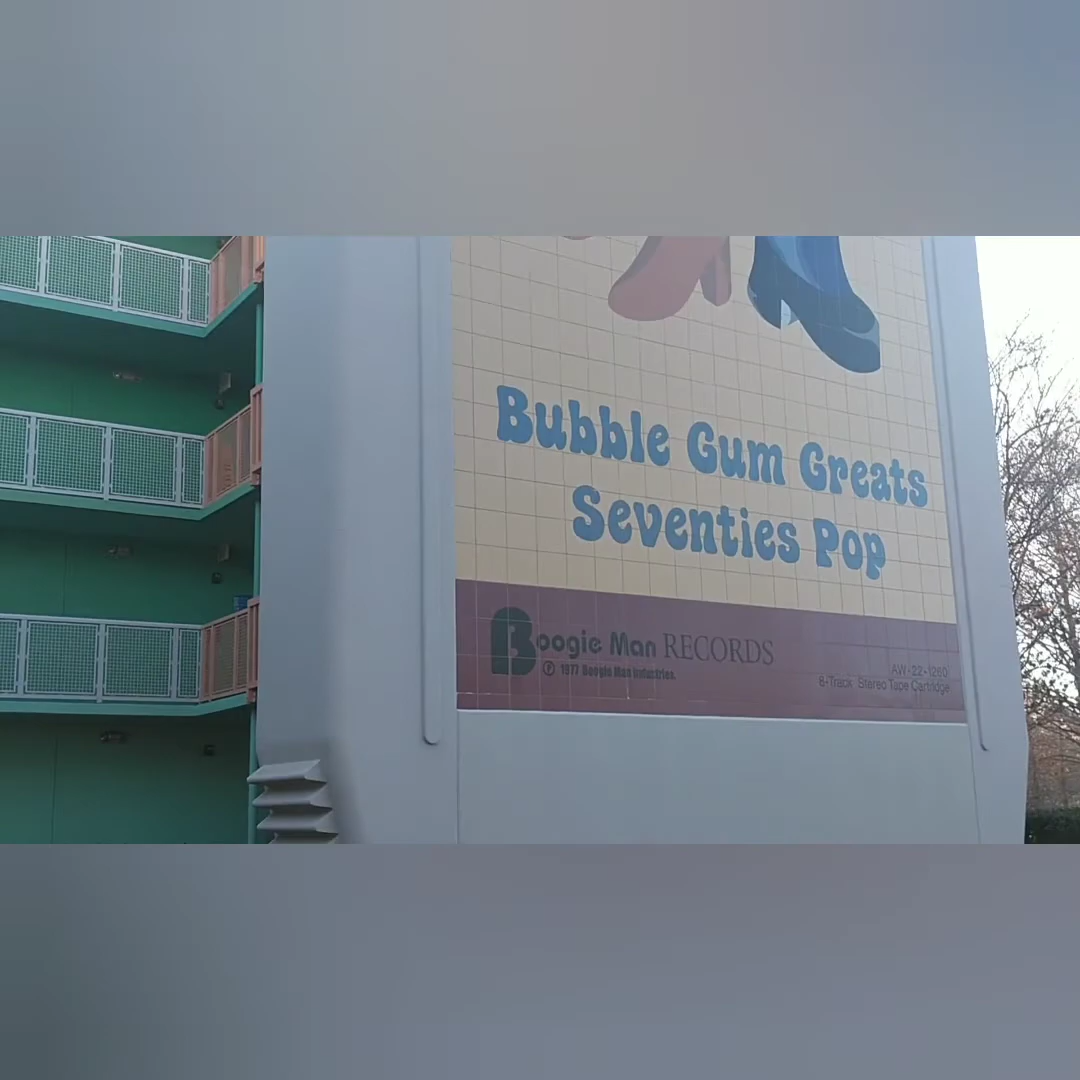 Bubble Gum Greats
Seventies Pop
Boogie Man RECORDS
Ⓟ 1977 Boogie Man Industries.
AW-22-1260
8-Track Stereo Tape Cartridge